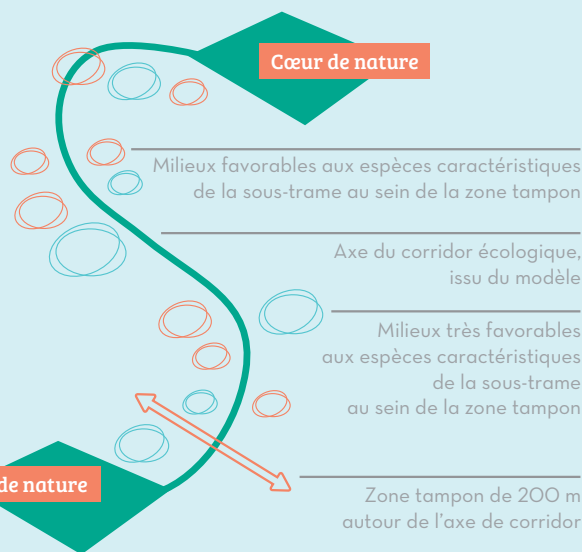 Cœur de nature
Milieux favorables aux espèces caractéristiques
de la sous-trame au sein de la zone tampon
Axe du corridor écologique,
issu du modèle
Milieux très favorables
aux espèces caractéristiques
de la sous-trame
au sein de la zone tampon
de nature
Zone tampon de 200 m
autour de l'axe de corridor